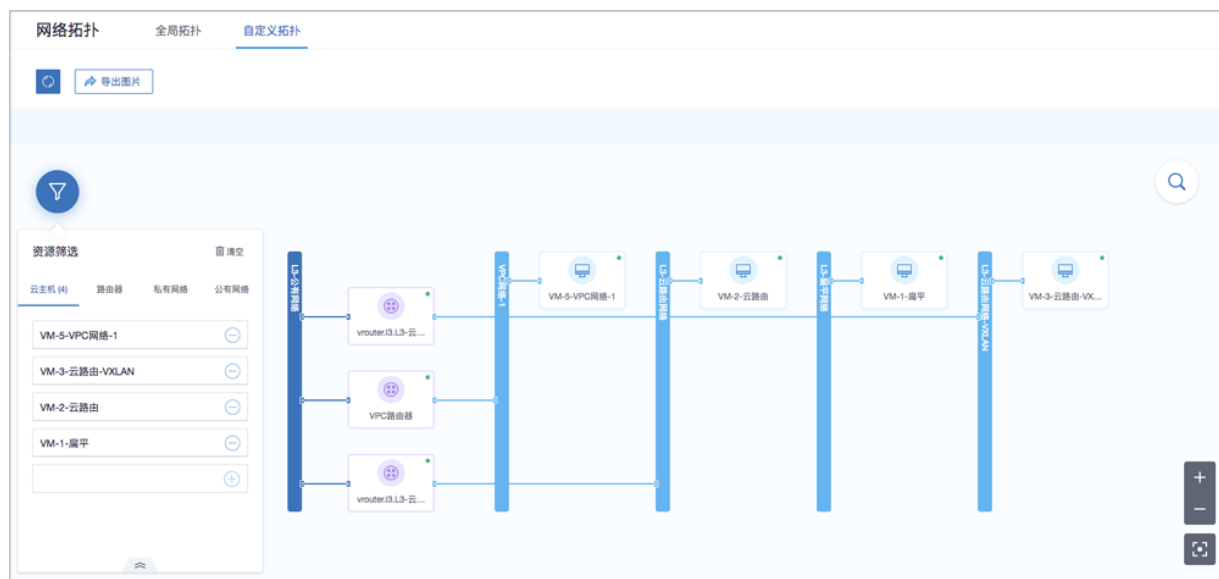 网络拓扑
全局拓扑
自定义拓扑
导出图片
资源筛选
清空
云主机 (4)
路由器
私有网络
公有网络
VM-5-VPC网络-1
VM-3-云路由-VXLAN
VM-2-云路由
VM-1-扁平
L3-公有网络
vrouter.l3.L3-云...
VPC路由器
vrouter.l3.L3-云...
VPC网络-1
VM-5-VPC网络-1
L3-云路由网络
VM-2-云路由
L3-扁平网络
VM-1-扁平
L3-云路由网络-VXLAN
VM-3-云路由-VX...